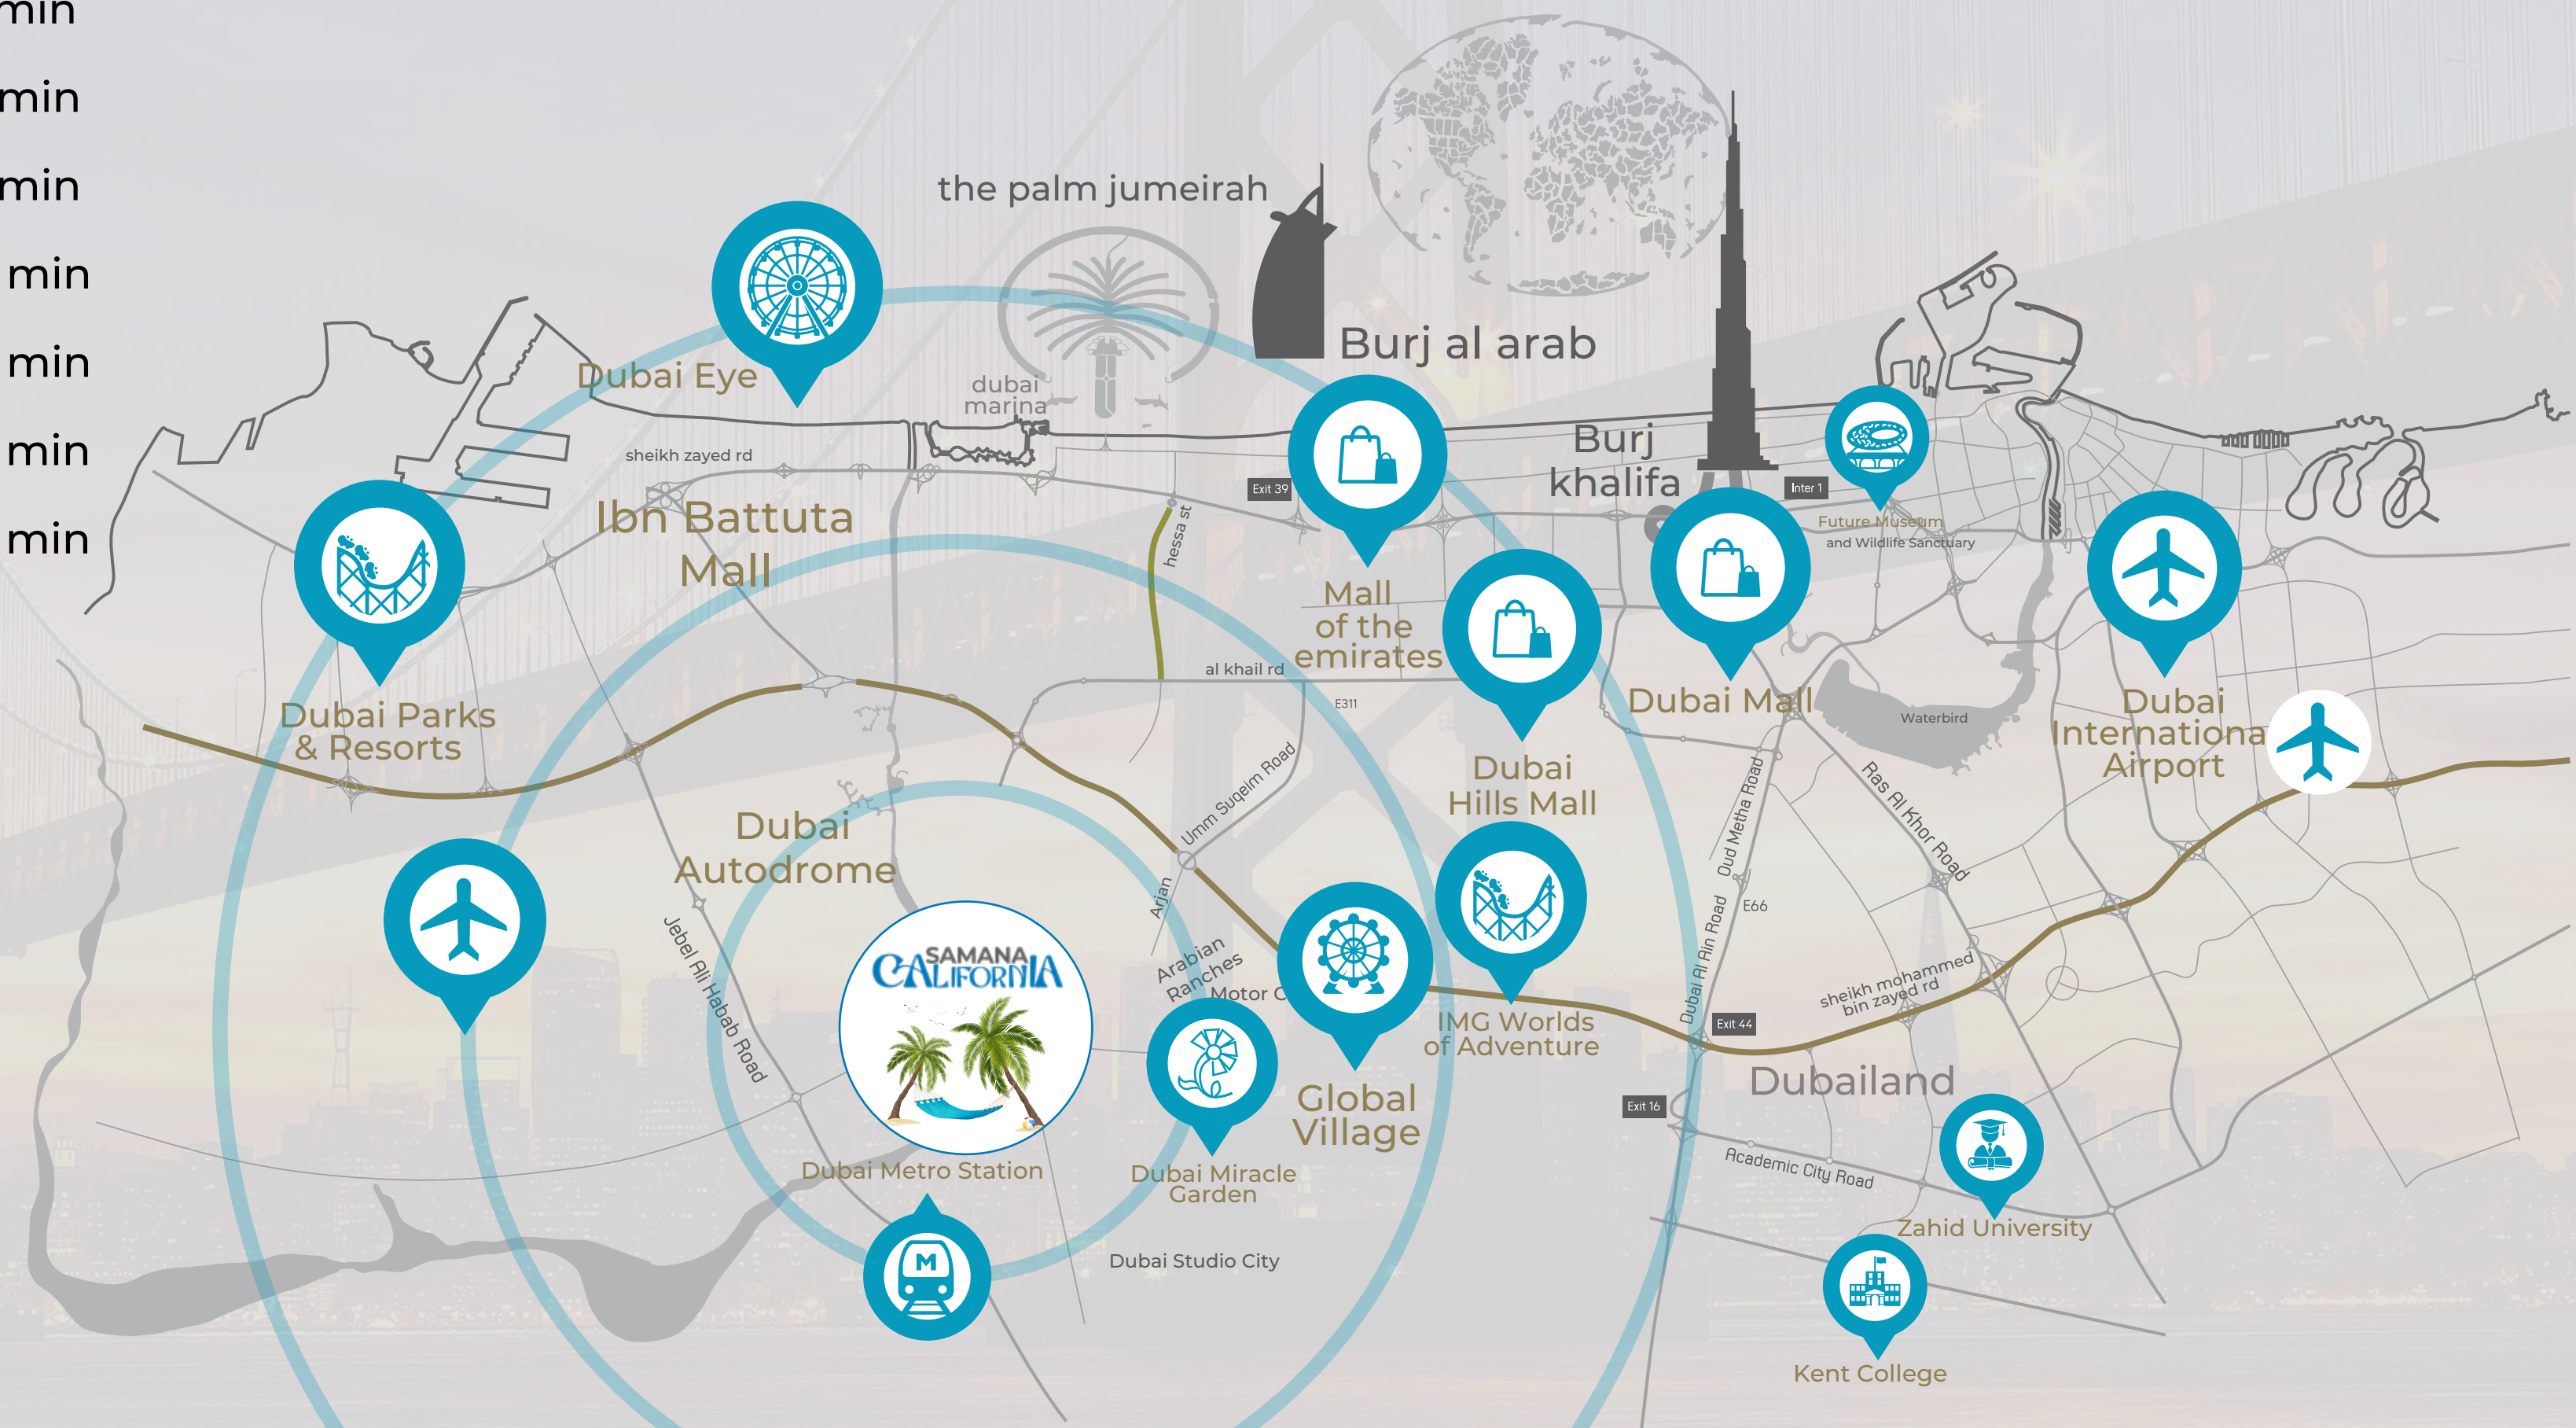 min
min
min
min
min
min
min
the palm jumeirah
Burj al arab
Dubai Eye
dubai
marina
sheikh zayed rd
Burj
khalifa
Exit 39
Inter 1
Ibn Battuta
Mall
hessa st
Future Museum
and Wildlife Sanctuary
Mall
of the
emirates
al khail rd
E311
Dubai Mall
Waterbird
Dubai
Internationa
Airport
Dubai Parks
& Resorts
Dubai
Hills Mall
Umm Suqeim Road
Oud Metha Road
Ras Al Khor Road
Dubai
Autodrome
Arjan
E66
Jebel Ali Habab Road
SAMANA
CALIFORNIA
Arabian
Ranches
Motor C
Dubai Al Ain Road
sheikh mohammed
bin zayed rd
IMG Worlds
of Adventure
Exit 44
Dubailand
Global
Village
Exit 16
Dubai Metro Station
Dubai Miracle
Garden
Academic City Road
Zahid University
M
Dubai Studio City
Kent College